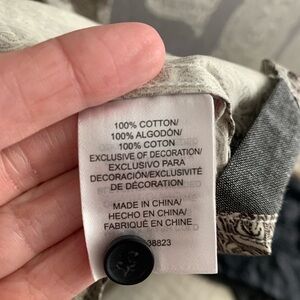 100% COTTON/
100% ALGODÓN/
100% COTON
EXCLUSIVE OF DECORATION/
EXCLUSIVO PARA
DECORACIÓN/EXCLUSIVITÉ
DE DÉCORATION
MADE IN CHINA/
HECHO EN CHINA/
FABRIQUÉ EN CHINE
38823